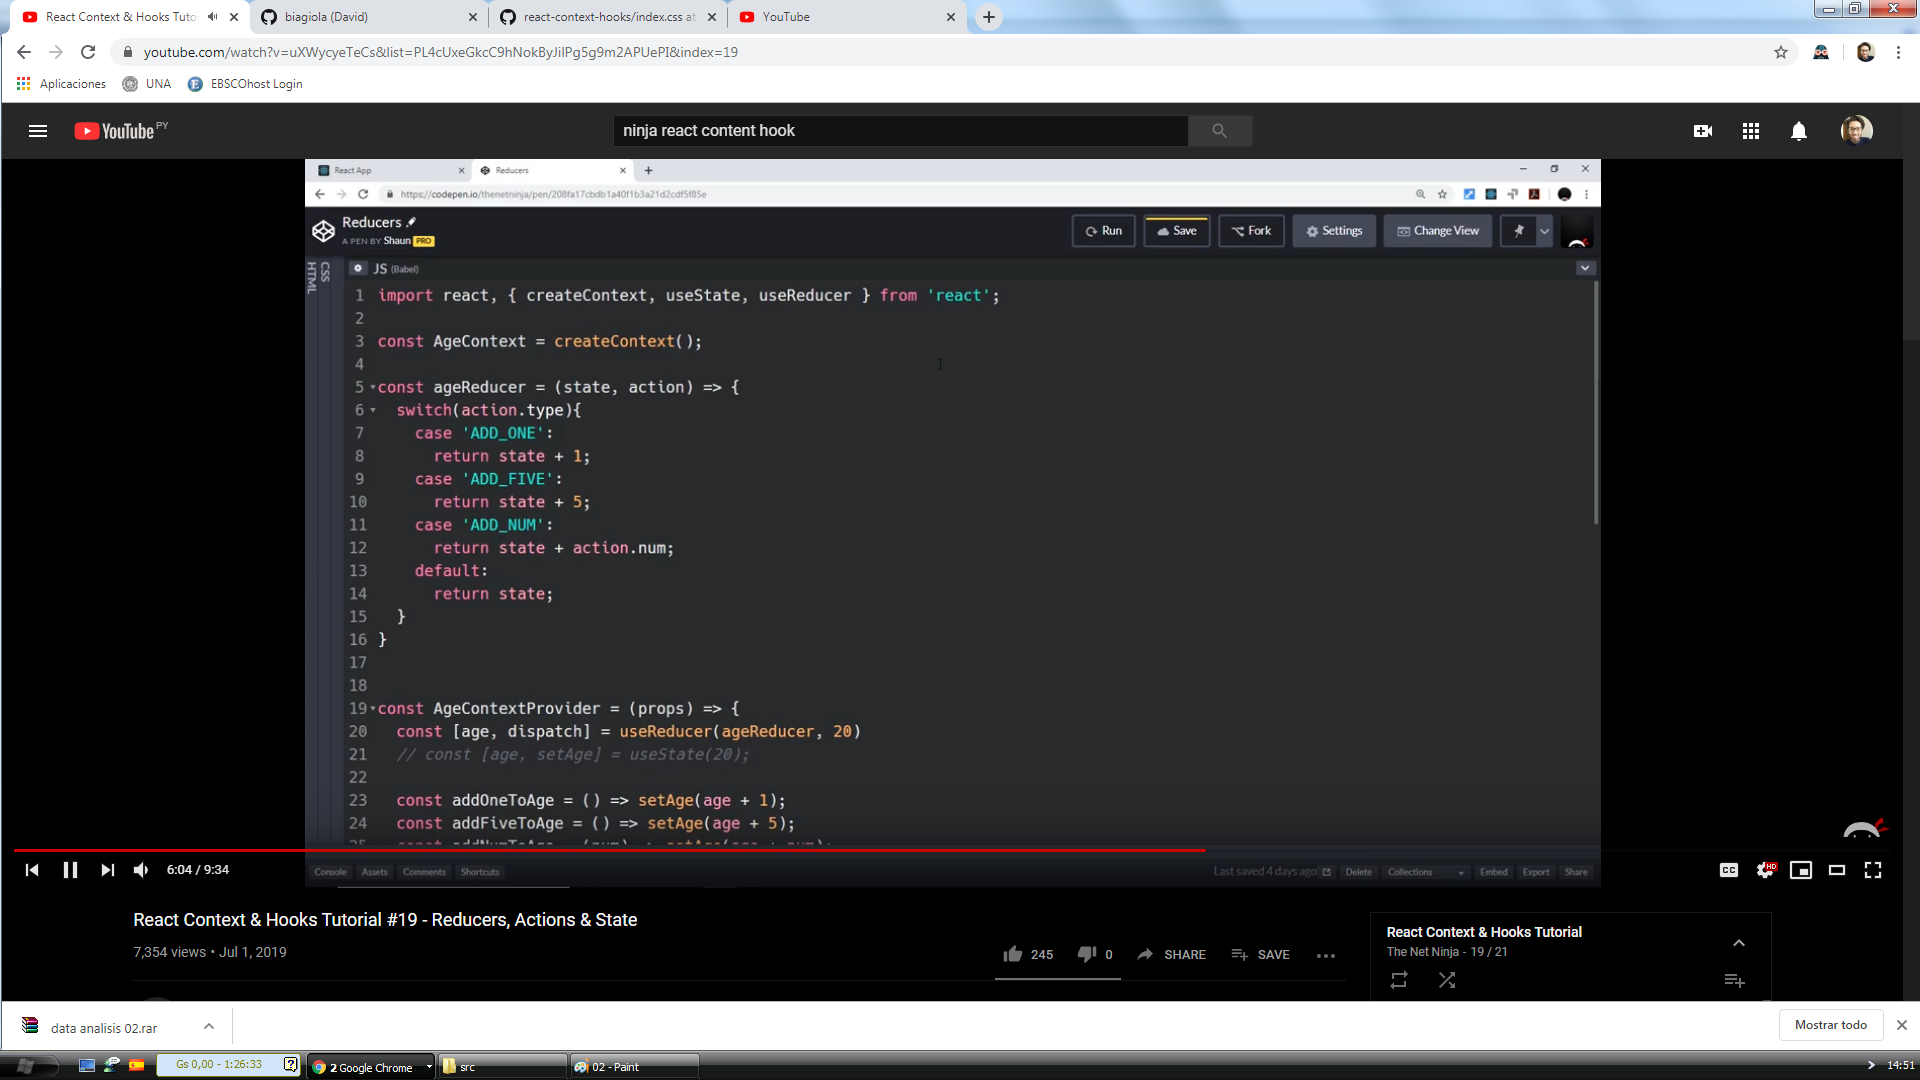 React Context & Hooks Tuto
biagiola (David)
react-context-hooks/index.css at
YouTube
youtube.com/watch?v=uXWycyeTeCs&list=PL4cUxeGkcC9hNokByJilPg5g9m2APUePI&index=19
Aplicaciones
UNA
EBSCOhost Login
YouTube PY
ninja react content hook
React App
Reducers
https://codepen.io/thenetninja/pen/208fa17cbdb1a40f1b3a21d2cdf5f85e
Reducers
A PEN BY Shaun PRO
Run
Save
Fork
Settings
Change View
HTML
CSS
JS (Babel)
1 import react, { createContext, useState, useReducer } from 'react';
2
3 const AgeContext = createContext();
4
5 const ageReducer = (state, action) => {
6 switch(action.type){
7 case 'ADD_ONE':
8 return state + 1;
9 case 'ADD_FIVE':
10 return state + 5;
11 case 'ADD_NUM':
12 return state + action.num;
13 default:
14 return state;
15 }
16 }
17
18
19 const AgeContextProvider = (props) => {
20 const [age, dispatch] = useReducer(ageReducer, 20)
21 // const [age, setAge] = useState(20);
22
23 const addOneToAge = () => setAge(age + 1);
24 const addFiveToAge = () => setAge(age + 5);
25 const addNumToAge = (num) => setAge(age + num);
6:04 / 9:34
CC
HD
Console
Assets
Comments
Shortcuts
Last saved 4 days ago
Delete
Collections
Embed
Export
Share
React Context & Hooks Tutorial #19 - Reducers, Actions & State
7,354 views • Jul 1, 2019
245
0
SHARE
SAVE
React Context & Hooks Tutorial
The Net Ninja - 19 / 21
data analisis 02.rar
Mostrar todo
Gs 0,00 - 1:26:33
2 Google Chrome
src
02 - Paint
14:51